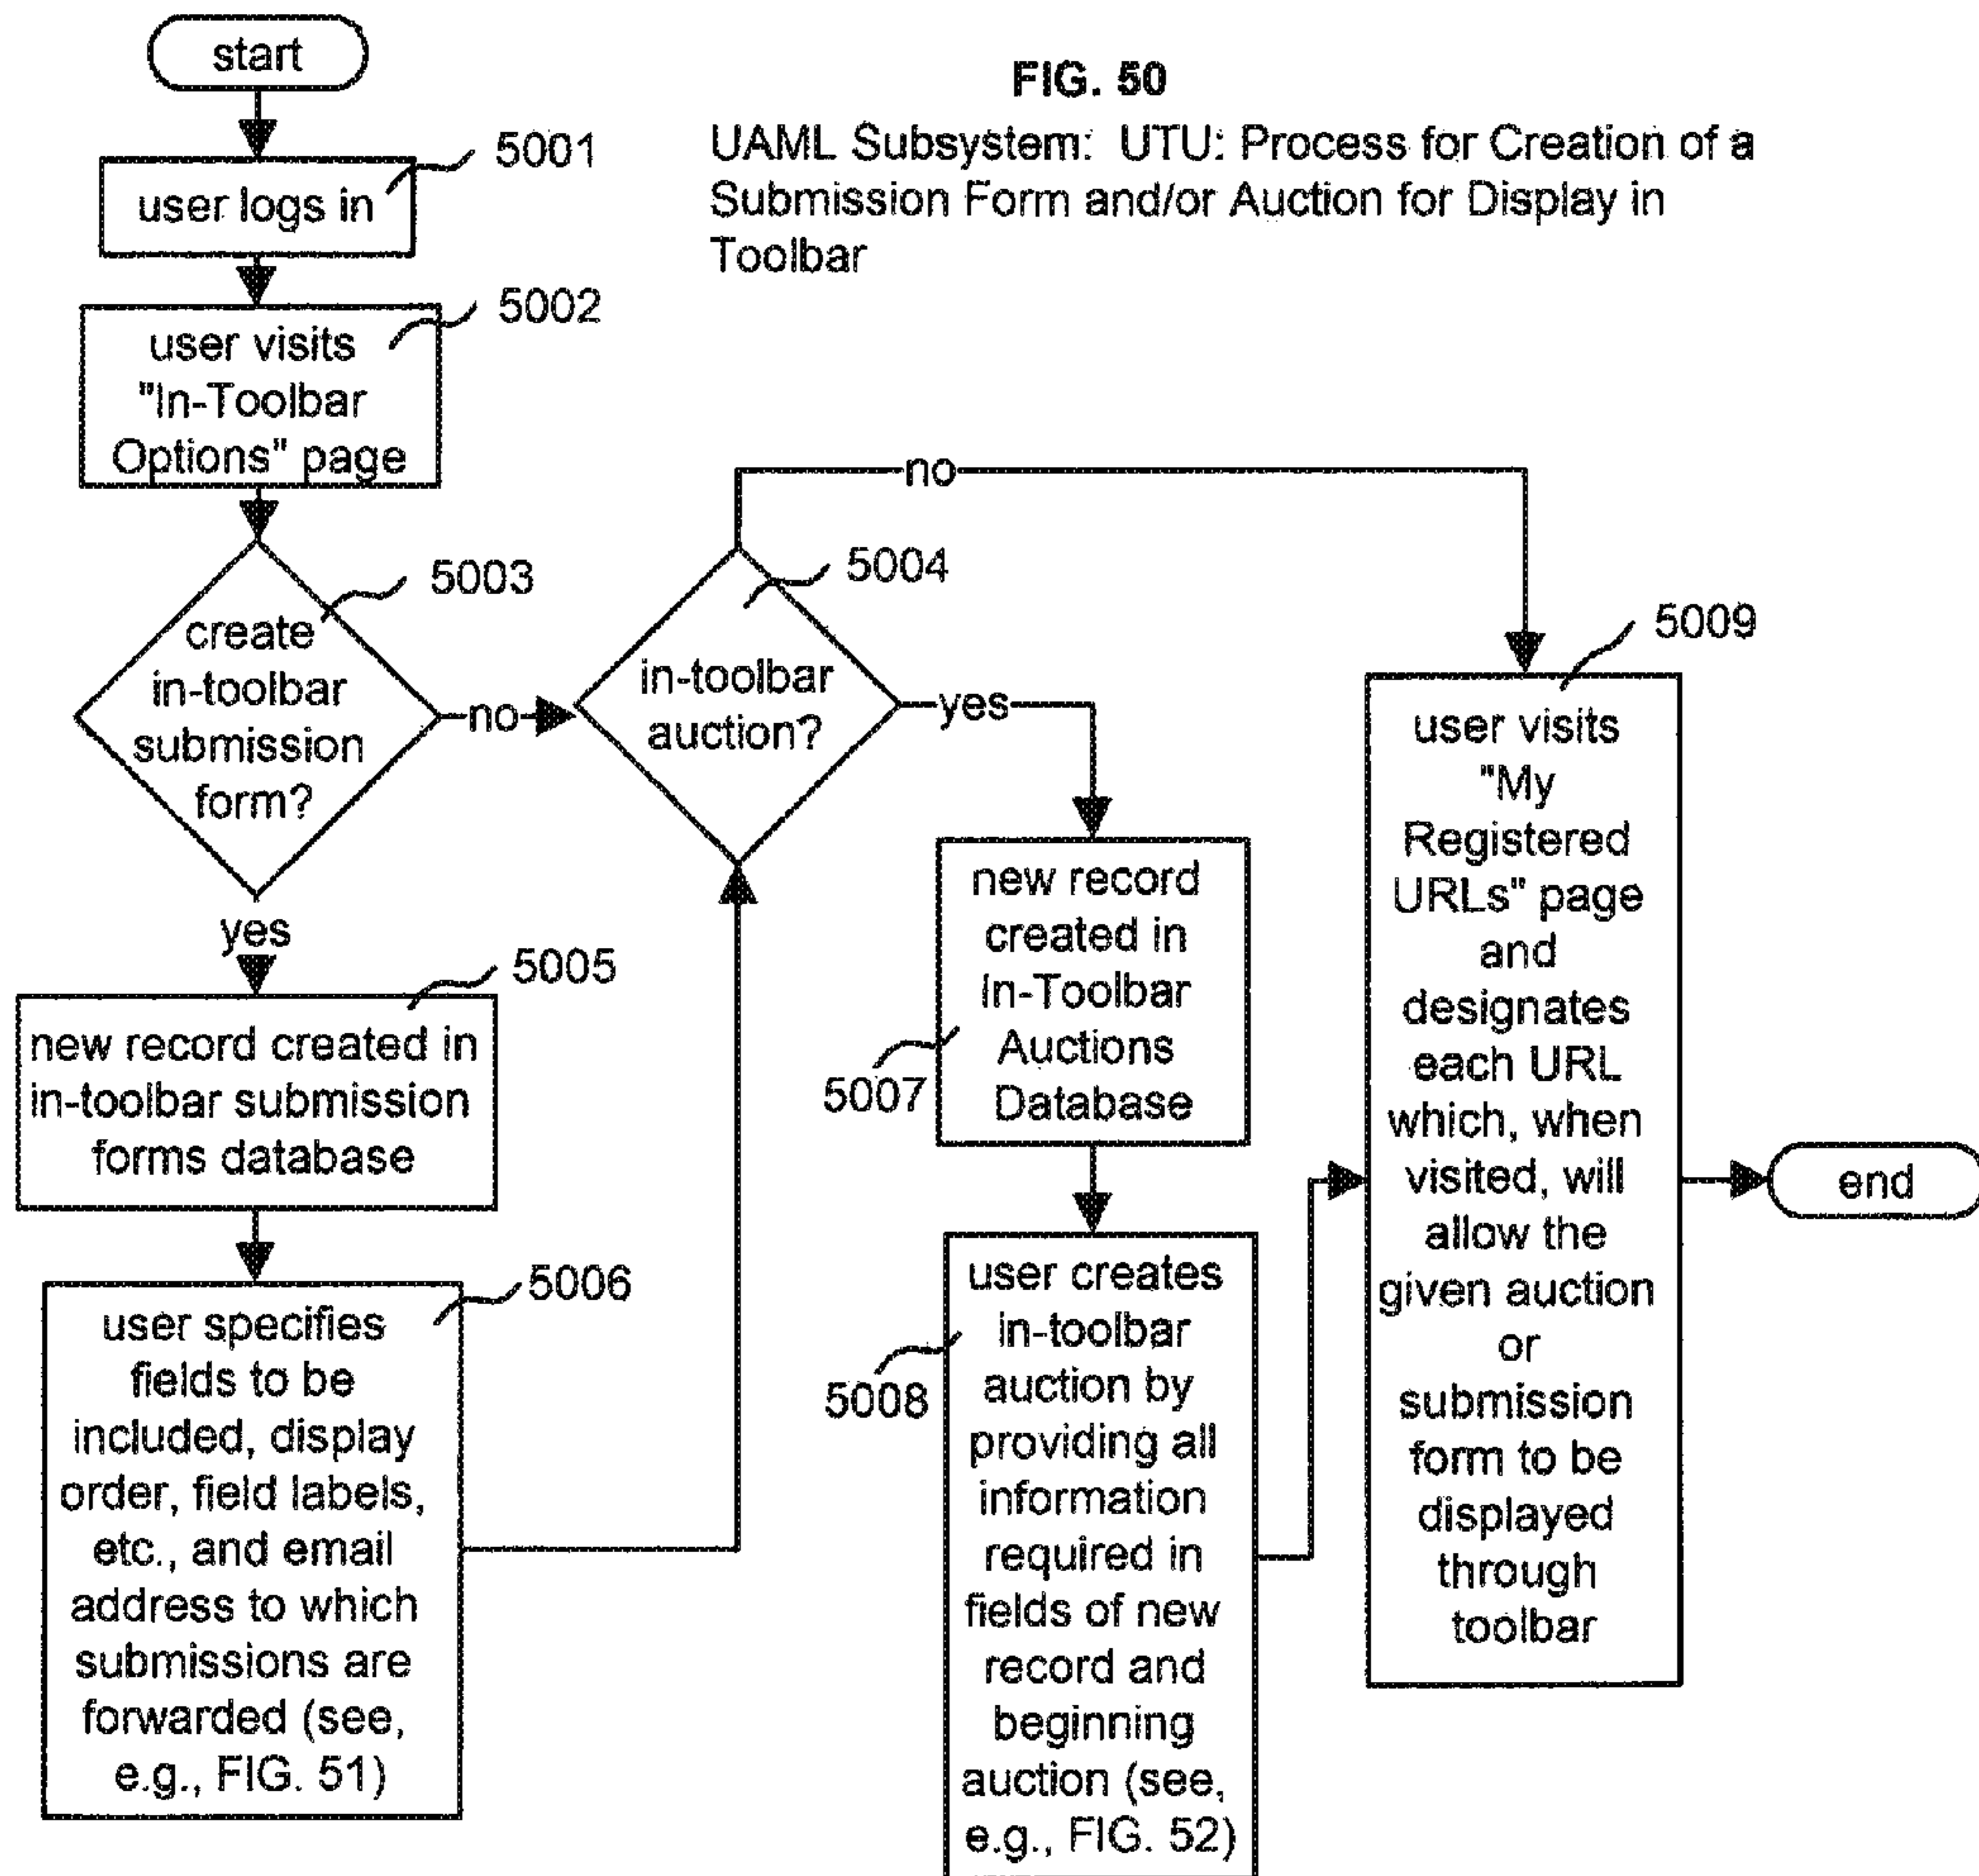 start
FIG. 50
UAML Subsystem: UTU: Process for Creation of a
Submission Form and/or Auction for Display in
Toolbar
5001
user logs in
5002
user visits
"In-Toolbar
Options" page
5003
create
in-toolbar
submission
form?
no
yes
5004
in-toolbar
auction?
no
yes
5005
new record created in
in-toolbar submission
forms database
5006
user specifies
fields to be
included, display
order, field labels,
etc., and email
address to which
submissions are
forwarded (see,
e.g., FIG. 51)
new record
created in
In-Toolbar
Auctions
Database
5007
user creates
in-toolbar
auction by
providing all
information
required in
fields of new
record and
beginning
auction (see,
e.g., FIG. 52)
5008
5009
user visits
"My
Registered
URLs" page
and
designates
each URL
which, when
visited, will
allow the
given auction
or
submission
form to be
displayed
through
toolbar
end